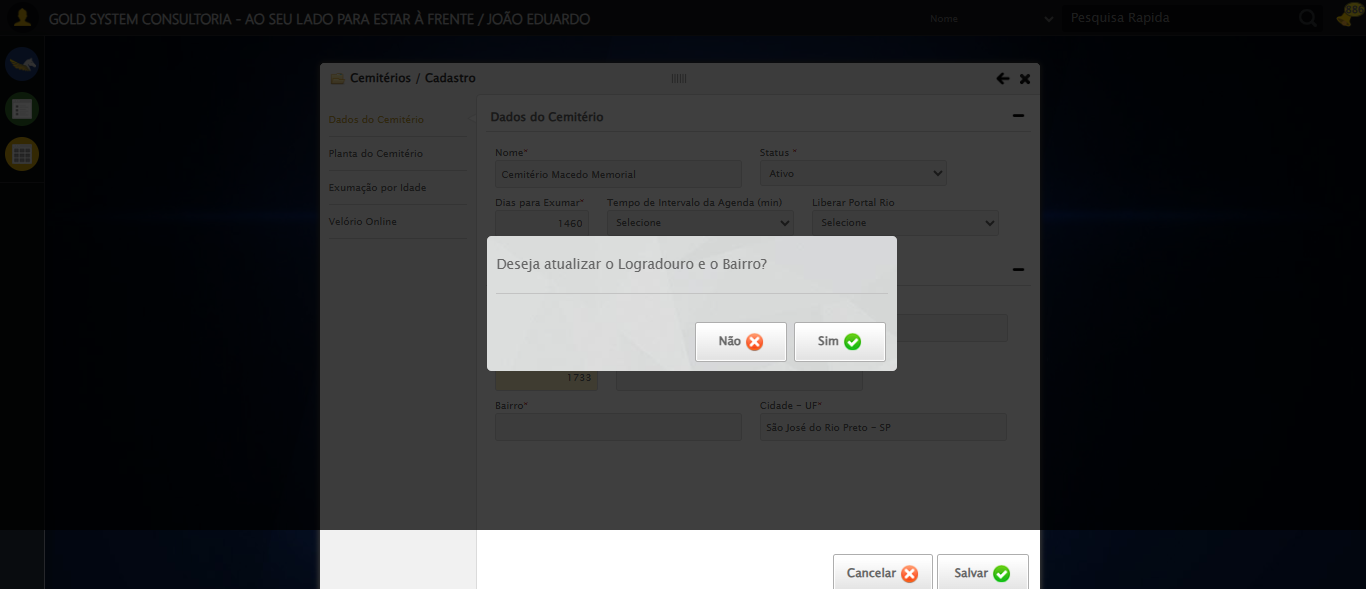 GOLD SYSTEM CONSULTORIA - AO SEU LADO PARA ESTAR À FRENTE / JOÃO EDUARDO
Nome
Pesquisa Rapida
Cemitérios / Cadastro
Dados do Cemitério
Planta do Cemitério
Exumação por Idade
Velório Online
Dados do Cemitério
Nome*
Status *
Cemitério Macedo Memorial
Ativo
Dias para Exumar*
Tempo de Intervalo da Agenda (min)
Liberar Portal Rio
1460
Selecione
Selecione
Deseja atualizar o Logradouro e o Bairro?
Não
Sim
1733
Bairro*
Cidade - UF*
São José do Rio Preto - SP
Cancelar
Salvar